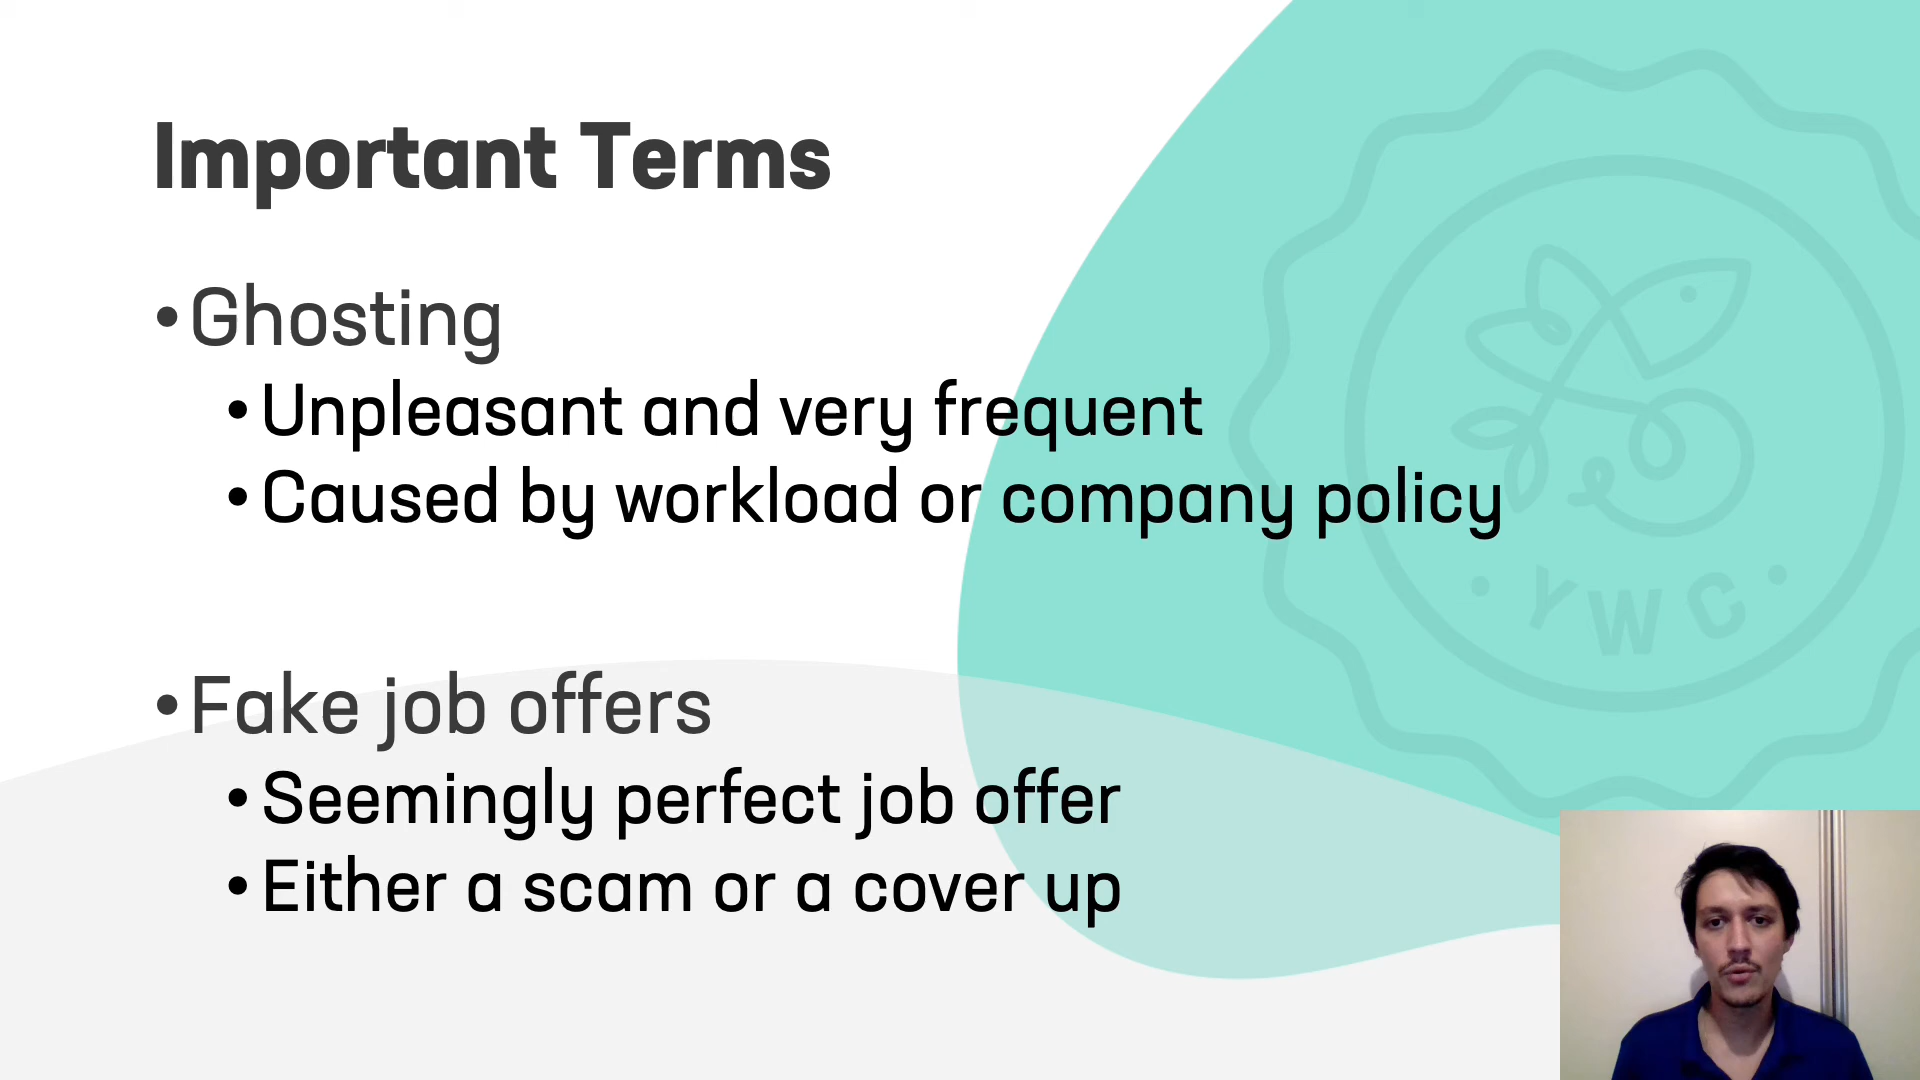 Important Terms
• Ghosting
• Unpleasant and very frequent
• Caused by workload or company policy
• Fake job offers
• Seemingly perfect job offer
• Either a scam or a cover up
• YWC •